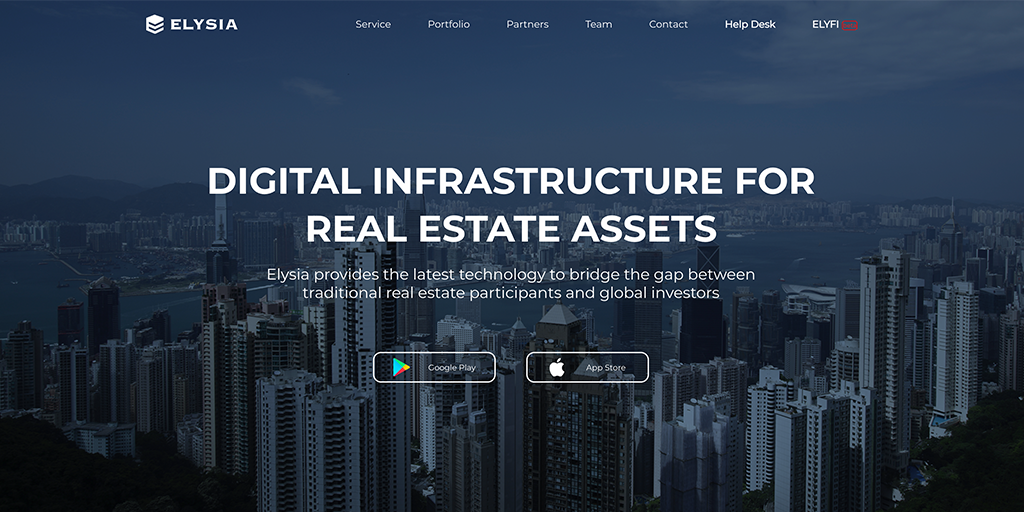 ELYSIA
Service
Portfolio
Partners
Team
Contact
Help Desk
ELYFI
DIGITAL INFRASTRUCTURE FOR
REAL ESTATE ASSETS
Elysia provides the latest technology to bridge the gap between
traditional real estate participants and global investors
Google Play
App Store